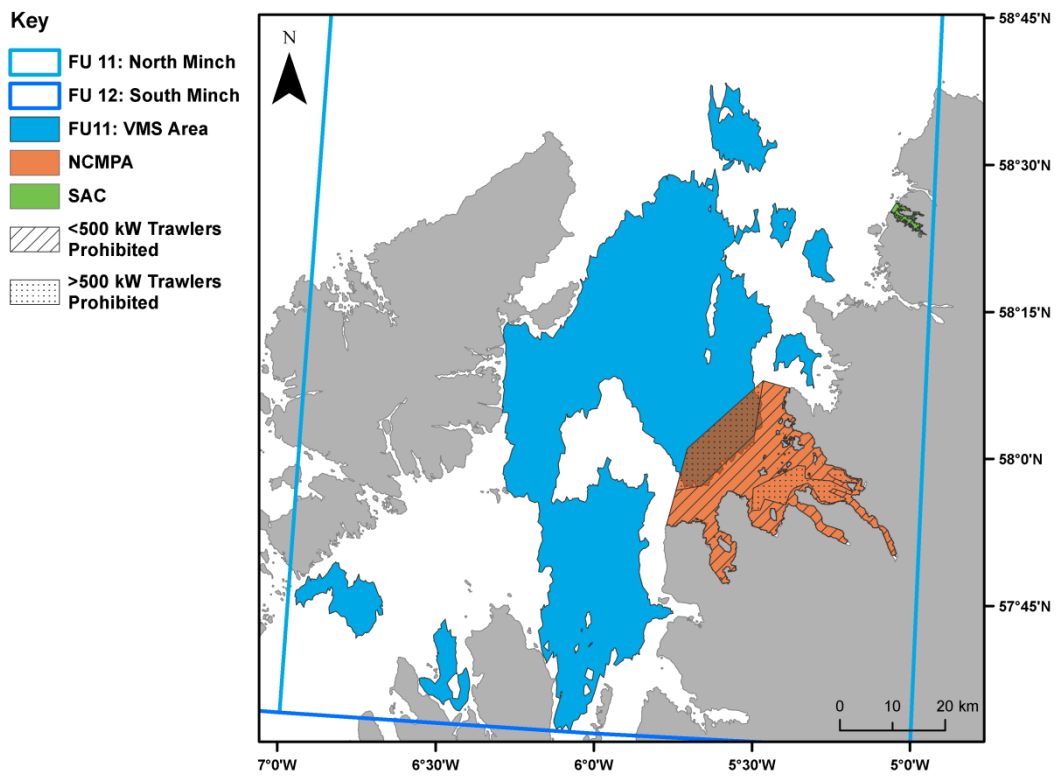 Key
FU 11: North Minch
FU 12: South Minch
FU11: VMS Area
NCMPA
SAC
<500 kW Trawlers
Prohibited
>500 kW Trawlers
Prohibited
N
58°45'N
58°30'N
58°15'N
58°0'N
57°45'N
0 10 20 km
7°0'W 6°30'W 6°0'W 5°30'W 5°0'W